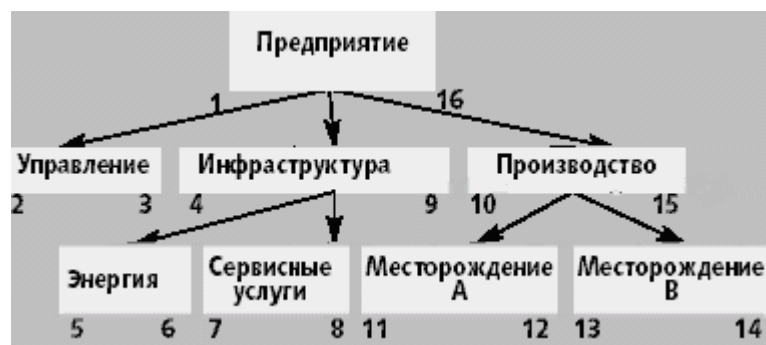 Предприятие
1 16
Управление Инфраструктура Производство
2 3 4 9 10 15
Энергия Сервисные услуги Месторождение А Месторождение В
5 6 7 8 11 12 13 14